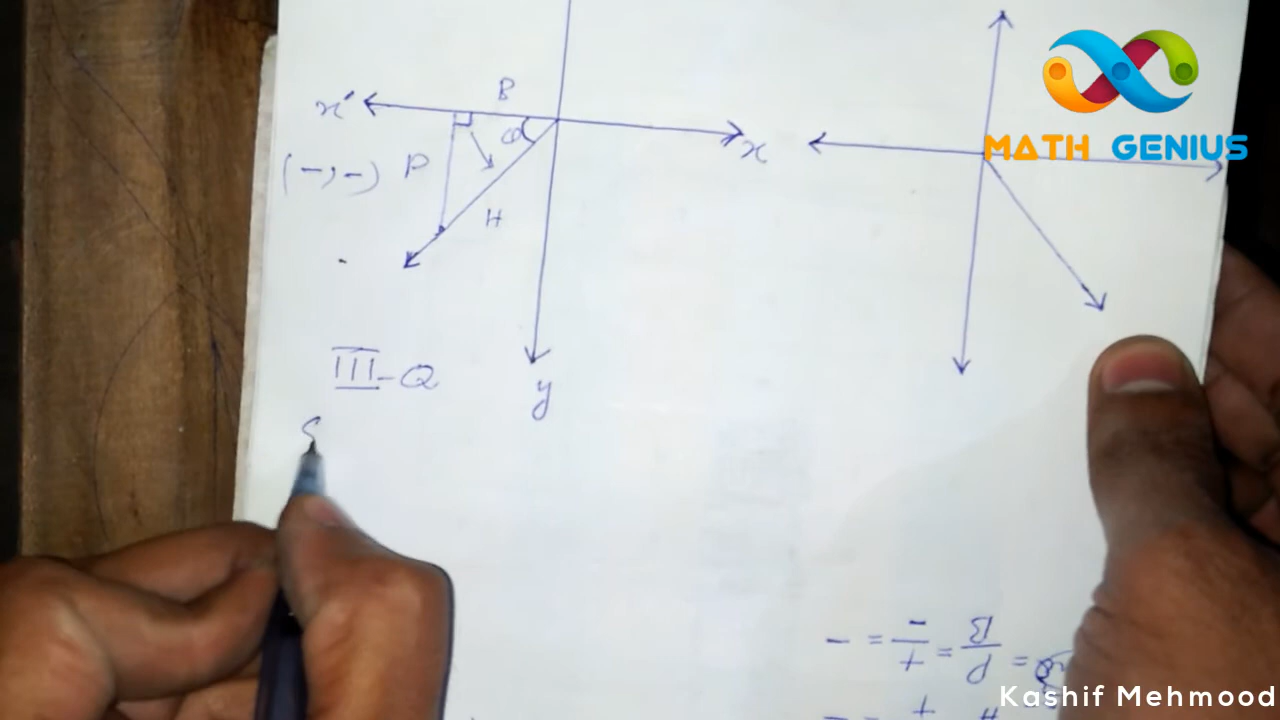 B
x′
x
φ
(-,-) P
H
III-Q
y
S
MATH GENIUS
- = -/+ = B/P =
+ H
Kashif Mehmood